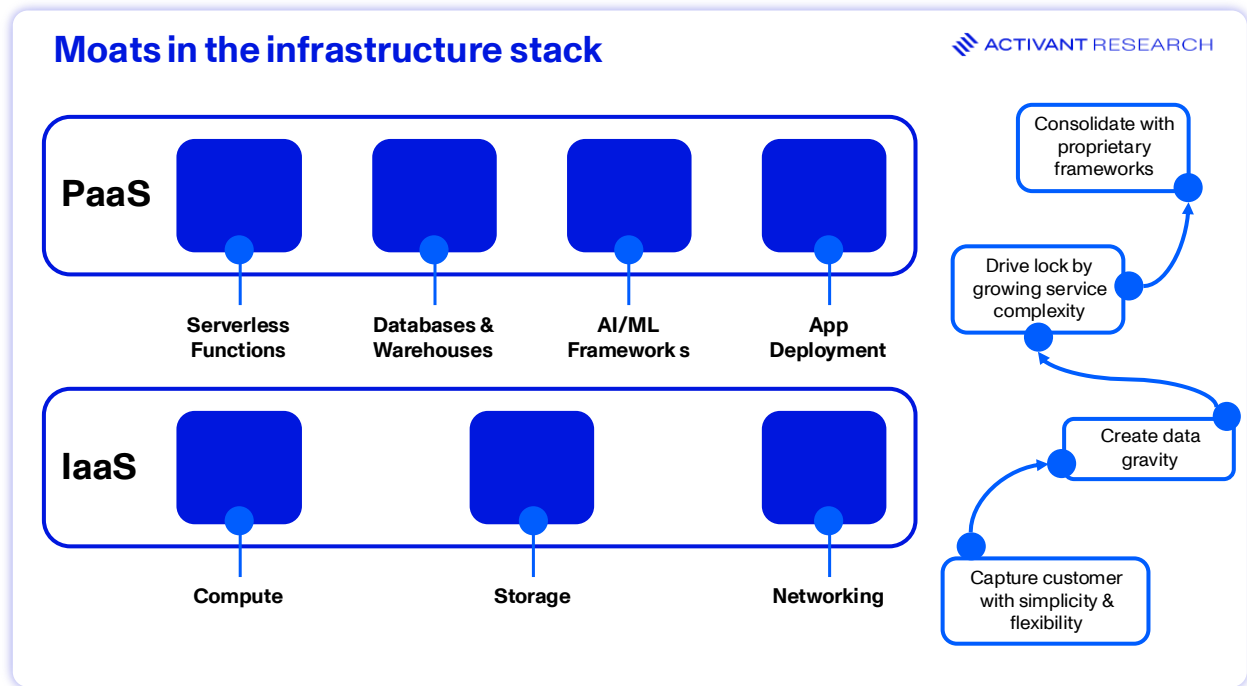 Moats in the infrastructure stack
ACTIVANT RESEARCH
PaaS
Serverless
Functions
Databases &
Warehouses
AI/ML
Framework s
App
Deployment
IaaS
Compute
Storage
Networking
Consolidate with
proprietary
frameworks
Drive lock by
growing service
complexity
Create data
gravity
Capture customer
with simplicity &
flexibility